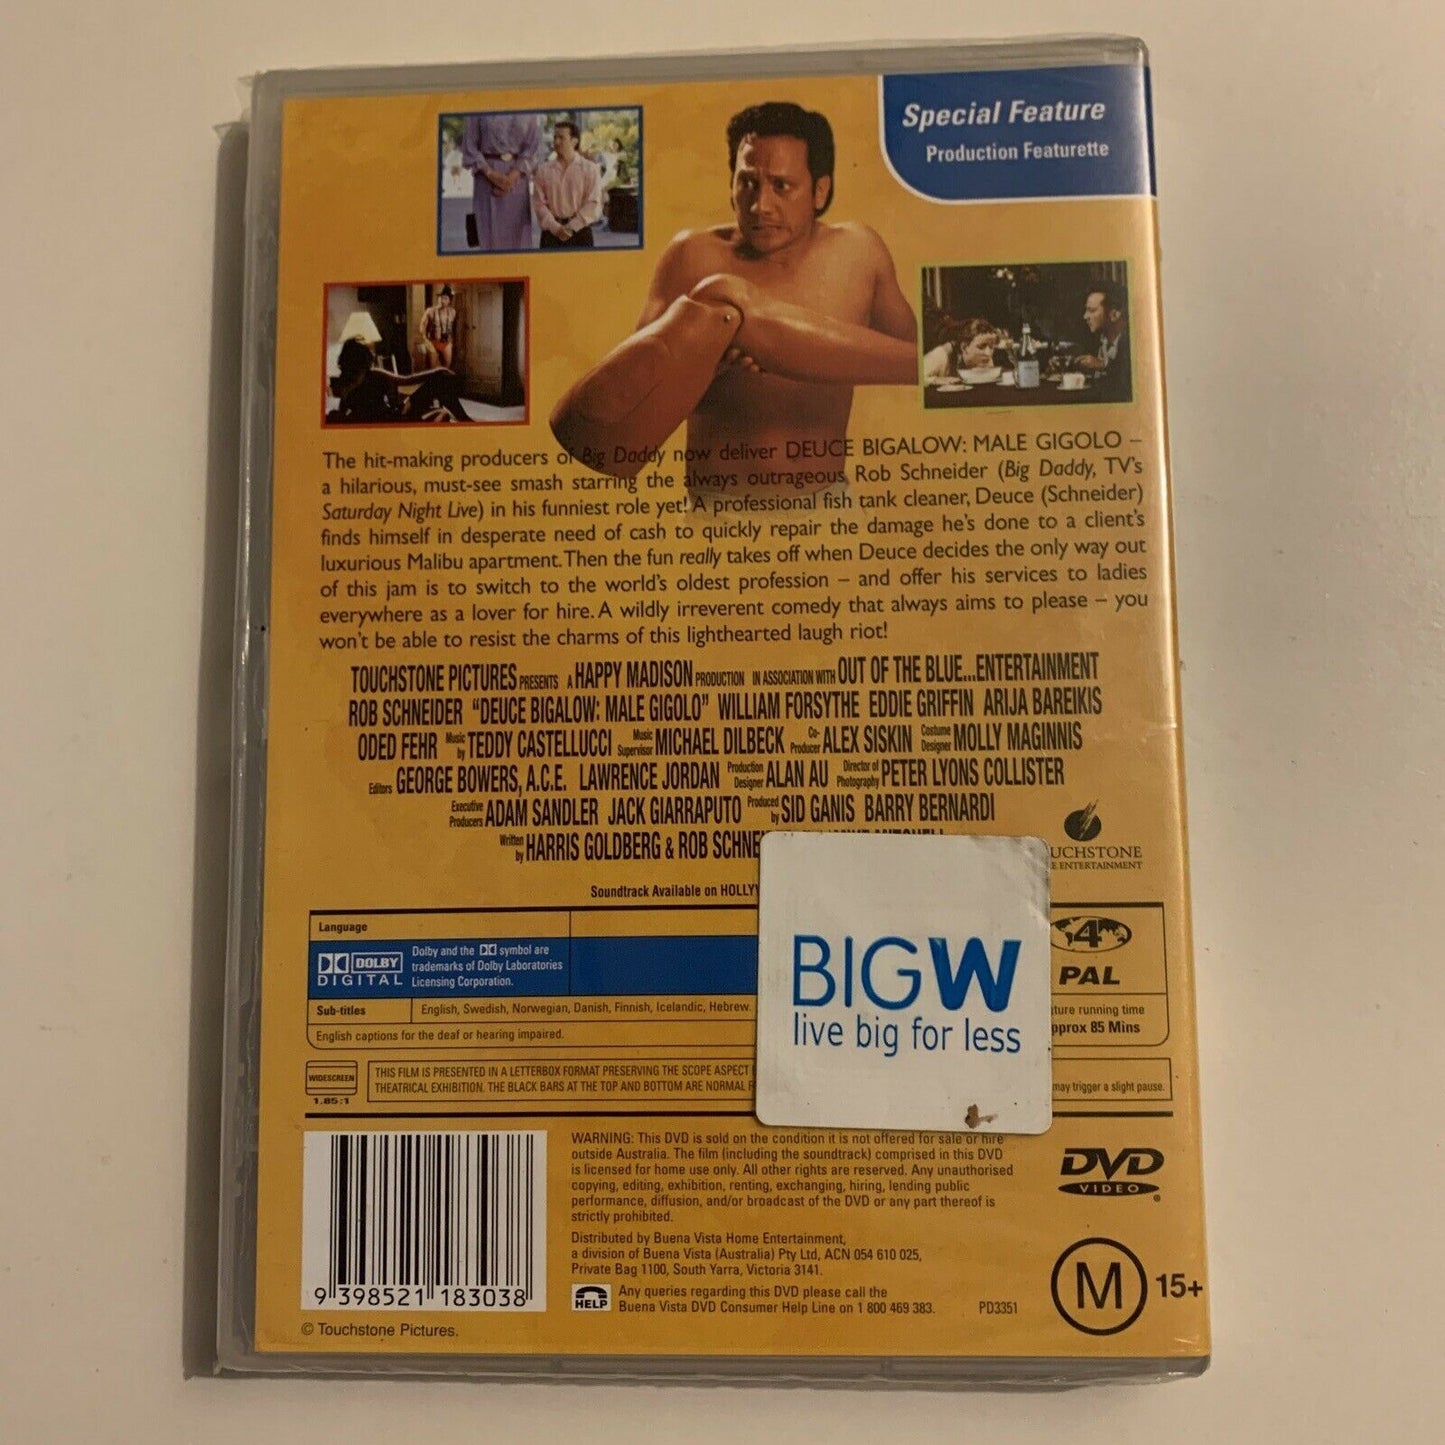 Special Feature
Production Featurette
The hit-making producers of Big Daddy now deliver DEUCE BIGALOW: MALE GIGOLO –
a hilarious, must-see smash starring the always outrageous Rob Schneider (Big Daddy, TV's
Saturday Night Live) in his funniest role yet! A professional fish tank cleaner, Deuce (Schneider)
finds himself in desperate need of cash to quickly repair the damage he's done to a client's
luxurious Malibu apartment. Then the fun really takes off when Deuce decides the only way out
of this jam is to switch to the world's oldest profession – and offer his services to ladies
everywhere as a lover for hire. A wildly irreverent comedy that always aims to please – you
won't be able to resist the charms of this lighthearted laugh riot!
TOUCHSTONE PICTURES PRESENTS A HAPPY MADISON PRODUCTION IN ASSOCIATION WITH OUT OF THE BLUE...ENTERTAINMENT
ROB SCHNEIDER "DEUCE BIGALOW: MALE GIGOLO" WILLIAM FORSYTHE EDDIE GRIFFIN ARIJA BAREIKIS
ODED FEHR Music by TEDDY CASTELLUCCI Music Supervisor MICHAEL DILBECK Co-Producer ALEX SISKIN Costume Designer MOLLY MAGINNIS
Editors GEORGE BOWERS, A.C.E. LAWRENCE JORDAN Production Designer ALAN AU Director of Photography PETER LYONS COLLISTER
Executive Producers ADAM SANDLER JACK GIARRAPUTO Produced by SID GANIS BARRY BERNARDI
Written by HARRIS GOLDBERG & ROB SCHNE
UCHSTONE
E ENTERTAINMENT
Soundtrack Available on HOLLY
Language
DOLBY
DIGITAL
Dolby and the DD symbol are
trademarks of Dolby Laboratories
Licensing Corporation.
4
PAL
Sub-titles English, Swedish, Norwegian, Danish, Finnish, Icelandic, Hebrew.
English captions for the deaf or hearing impaired.
ture running time
pprox 85 Mins
BIGW
live big for less
WIDESCREEN
1.85:1
THIS FILM IS PRESENTED IN A LETTERBOX FORMAT PRESERVING THE SCOPE ASPECT
THEATRICAL EXHIBITION. THE BLACK BARS AT THE TOP AND BOTTOM ARE NORMAL F
may trigger a slight pause.
WARNING: This DVD is sold on the condition it is not offered for sale or hire
outside Australia. The film (including the soundtrack) comprised in this DVD
is licensed for home use only. All other rights are reserved. Any unauthorised
copying, editing, exhibition, renting, exchanging, hiring, lending public
performance, diffusion, and/or broadcast of the DVD or any part thereof is
strictly prohibited.
Distributed by Buena Vista Home Entertainment,
a division of Buena Vista (Australia) Pty Ltd, ACN 054 610 025,
Private Bag 1100, South Yarra, Victoria 3141.
HELP
Any queries regarding this DVD please call the
Buena Vista DVD Consumer Help Line on 1 800 469 383.
PD3351
DVD
VIDEO
M 15+
9 398521 183038
© Touchstone Pictures.